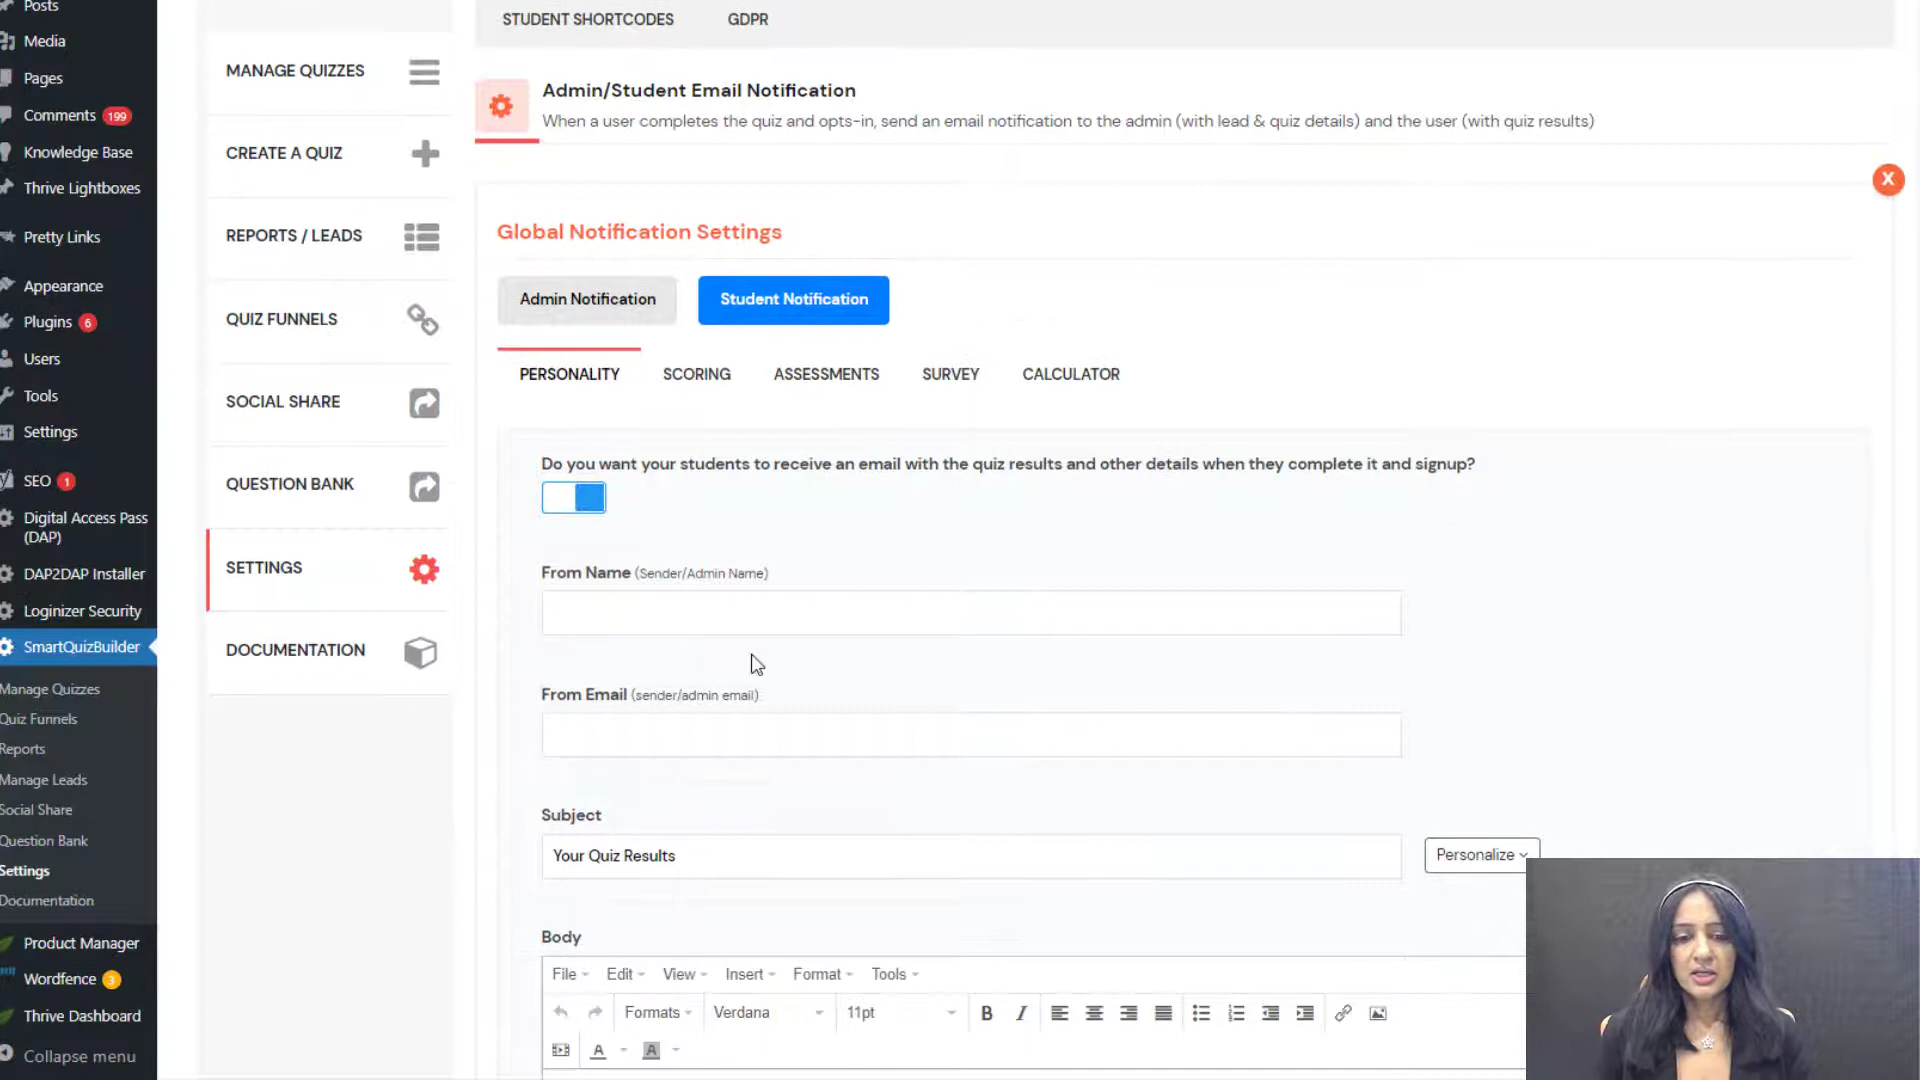 Posts
Media
Pages
Comments 199
Knowledge Base
Thrive Lightboxes
Pretty Links
Appearance
Plugins 6
Users
Tools
Settings
SEO 1
Digital Access Pass
(DAP)
DAP2DAP Installer
Loginizer Security
SmartQuizBuilder
Manage Quizzes
Quiz Funnels
Reports
Manage Leads
Social Share
Question Bank
Settings
Documentation
Product Manager
Wordfence 3
Thrive Dashboard
Collapse menu
MANAGE QUIZZES
CREATE A QUIZ
REPORTS / LEADS
QUIZ FUNNELS
SOCIAL SHARE
QUESTION BANK
SETTINGS
DOCUMENTATION
STUDENT SHORTCODES GDPR
Admin/Student Email Notification
When a user completes the quiz and opts-in, send an email notification to the admin (with lead & quiz details) and the user (with quiz results)
X
Global Notification Settings
Admin Notification Student Notification
PERSONALITY SCORING ASSESSMENTS SURVEY CALCULATOR
Do you want your students to receive an email with the quiz results and other details when they complete it and signup?
From Name (Sender/Admin Name)
From Email (sender/admin email)
Subject
Your Quiz Results Personalize
Body
File Edit View Insert Format Tools
Formats Verdana 11pt B I
A A